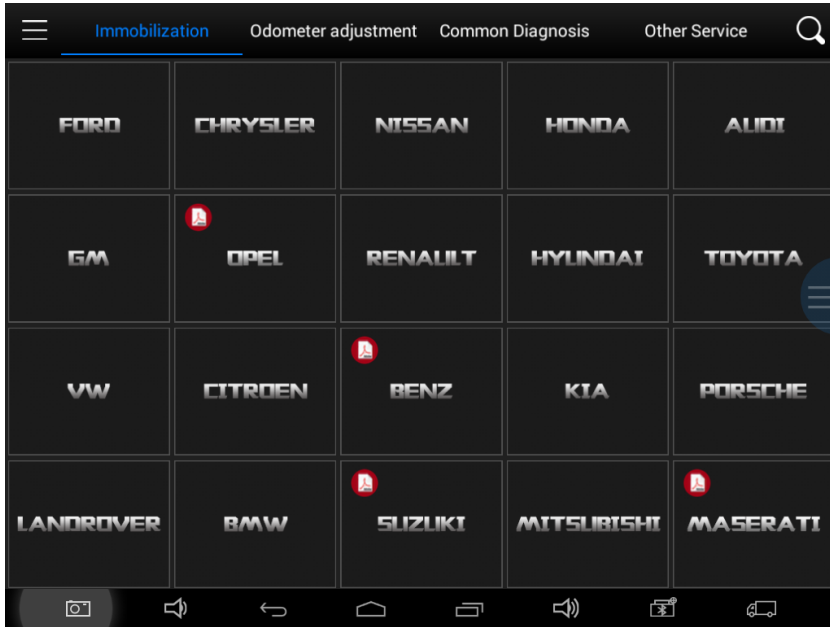 Immobilization Odometer adjustment Common Diagnosis Other Service
FORD CHRYSLER NISSAN HONDA AUDI
GM OPEL RENAULT HYUNDAI TOYOTA
VW CITROEN BENZ KIA PORSCHE
LANDROVER BMW SUZUKI MITSUBISHI MASERATI